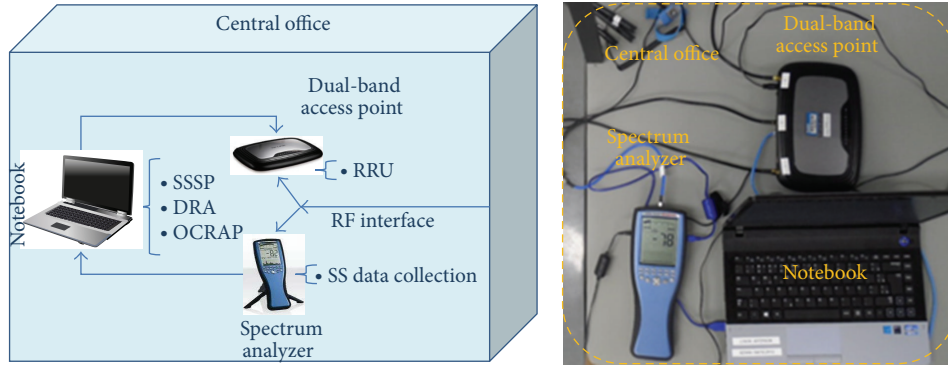 Central office
Dual-band
access point
• RRU
Notebook
• SSSP
• DRA
• OCRAP
RF interface
• SS data collection
Spectrum
analyzer
Central office
Dual-band
access point
Spectrum
analyzer
Notebook